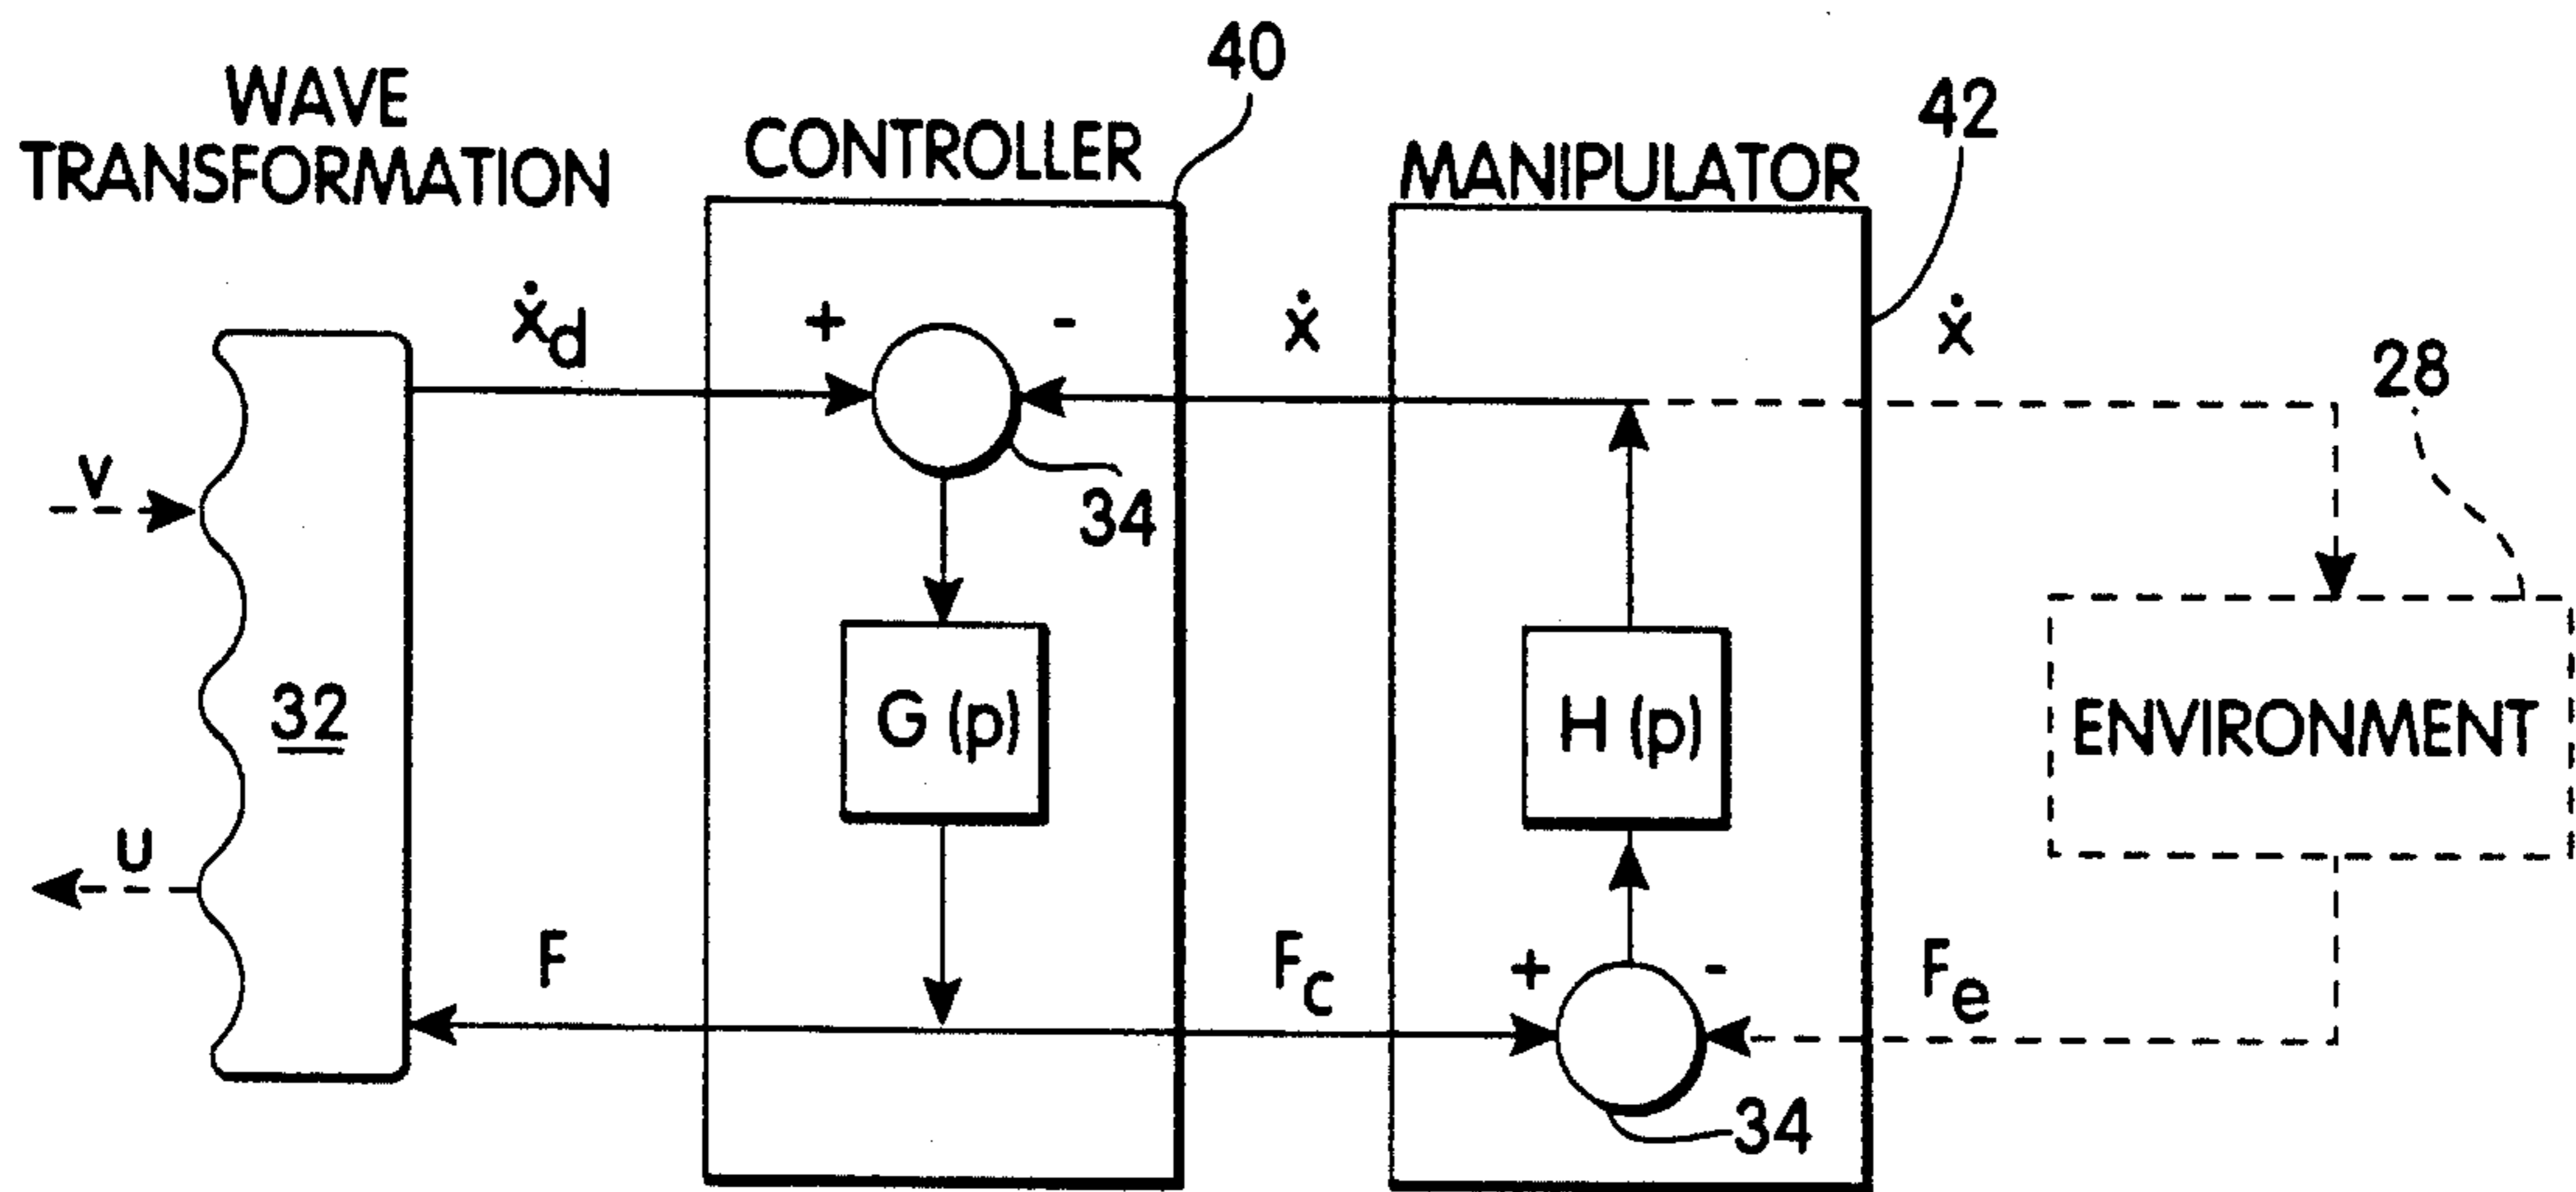 WAVE
TRANSFORMATION
CONTROLLER
40
MANIPULATOR
42
ẋd
+
-
ẋ
ẋ
28
V
34
32
G (p)
H (p)
ENVIRONMENT
U
F
Fc
+
-
Fe
34